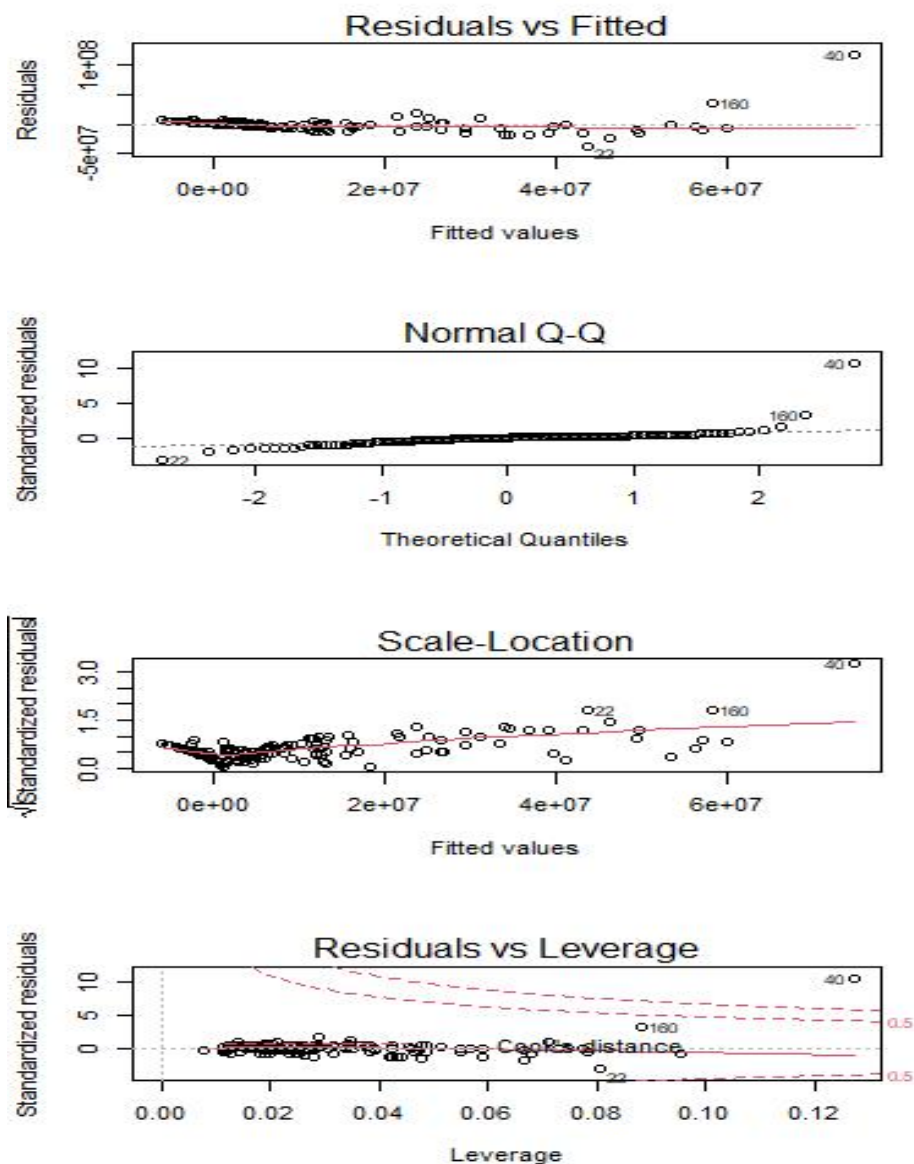 Residuals vs Fitted
Residuals
1e+08
-5e+07
40
160
22
0e+00 2e+07 4e+07 6e+07
Fitted values
Normal Q-Q
Standardized residuals
10
5
0
40
160
22
-2 -1 0 1 2
Theoretical Quantiles
Scale-Location
√|Standardized residuals|
3.0
1.5
0.0
40
22
160
0e+00 2e+07 4e+07 6e+07
Fitted values
Residuals vs Leverage
Standardized residuals
10
5
0
40
160
22
Cook's distance
0.5
0.5
0.00 0.02 0.04 0.06 0.08 0.10 0.12
Leverage